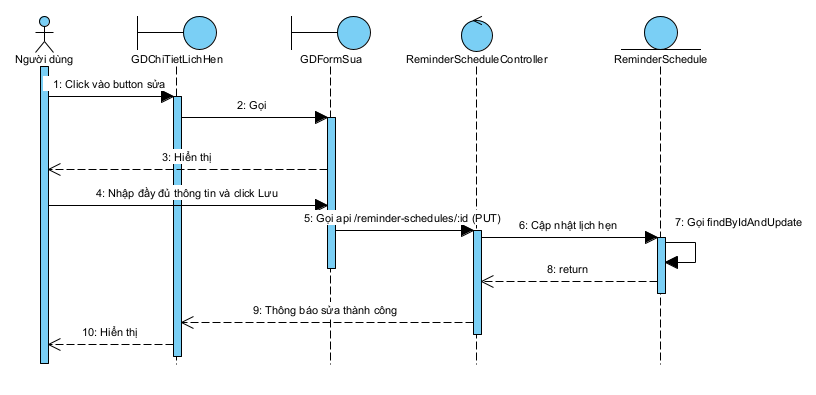 Người dùng
GDChiTietLichHen
GDFormSua
ReminderScheduleController
ReminderSchedule
1: Click vào button sửa
2: Gọi
3: Hiển thị
4: Nhập đầy đủ thông tin và click Lưu
5: Gọi api /reminder-schedules/:id (PUT)
6: Cập nhật lịch hẹn
7: Gọi findByIdAndUpdate
8: return
9: Thông báo sửa thành công
10: Hiển thị